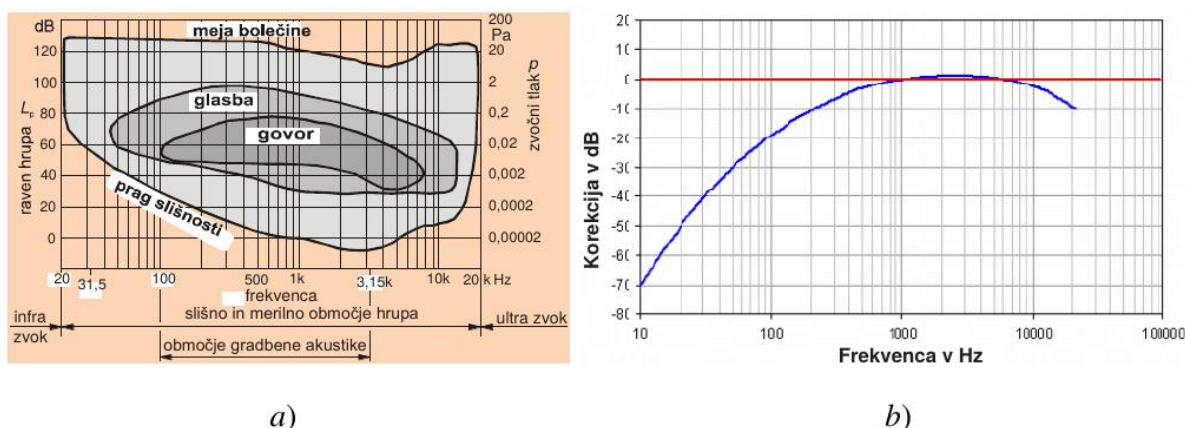 dB
120
100
80
60
40
20
0
raven hrupa Lp
meja bolečine
glasba
govor
prag slišnosti
200
Pa
20
2
0,2
0,02
0,002
0,0002
0,00002
p
zvočni tlak
20 31,5 100 500 1k 3,15k 10k 20 k Hz
frekvenca
infra zvok
slišno in merilno območje hrupa
ultra zvok
območje gradbene akustike
a)
Korekcija v dB
20
10
0
-10
-20
-30
-40
-50
-60
-70
-80
10 100 1000 10000 100000
Frekvenca v Hz
b)